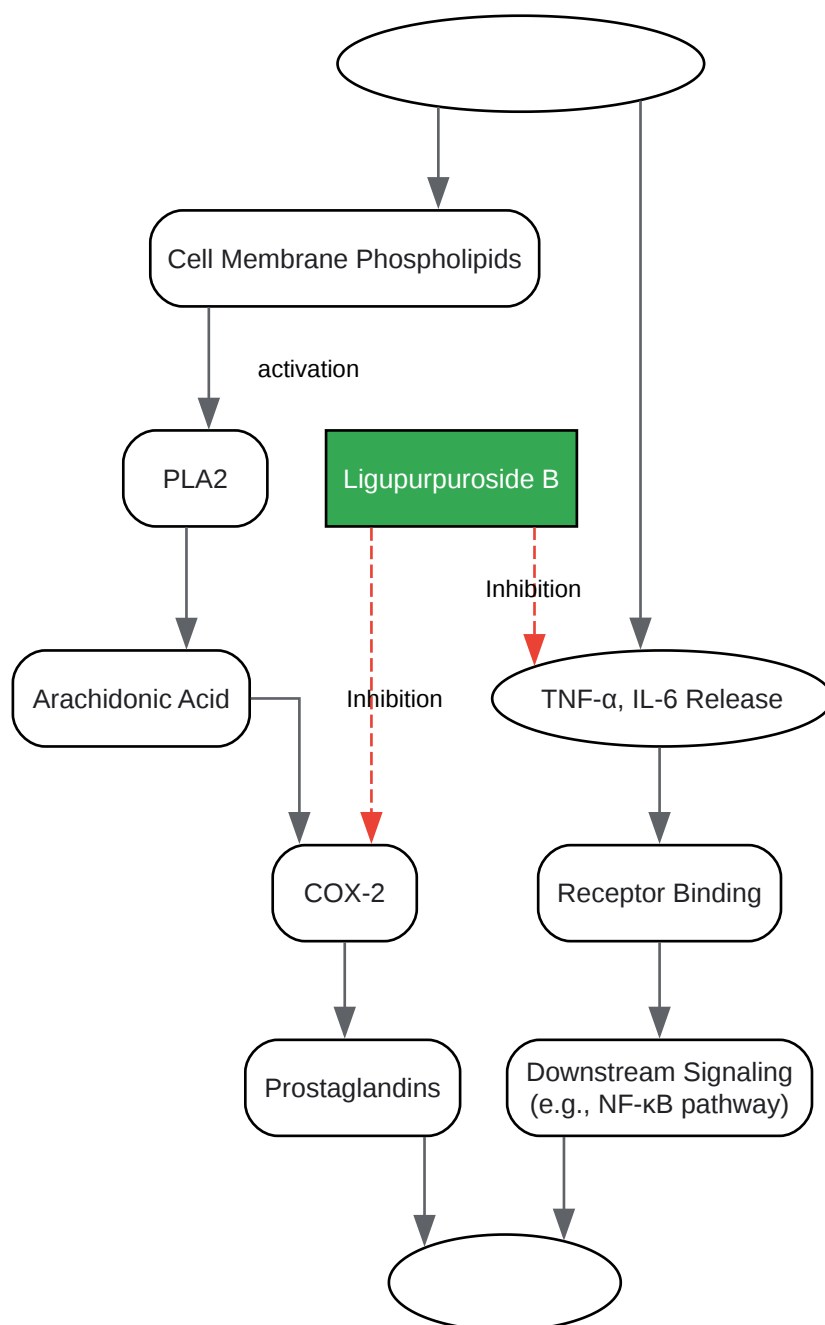 Cell Membrane Phospholipids
activation
PLA2
Ligupurpuroside B
Inhibition
Arachidonic Acid
Inhibition
TNF-α, IL-6 Release
COX-2
Receptor Binding
Prostaglandins
Downstream Signaling
(e.g., NF-κB pathway)